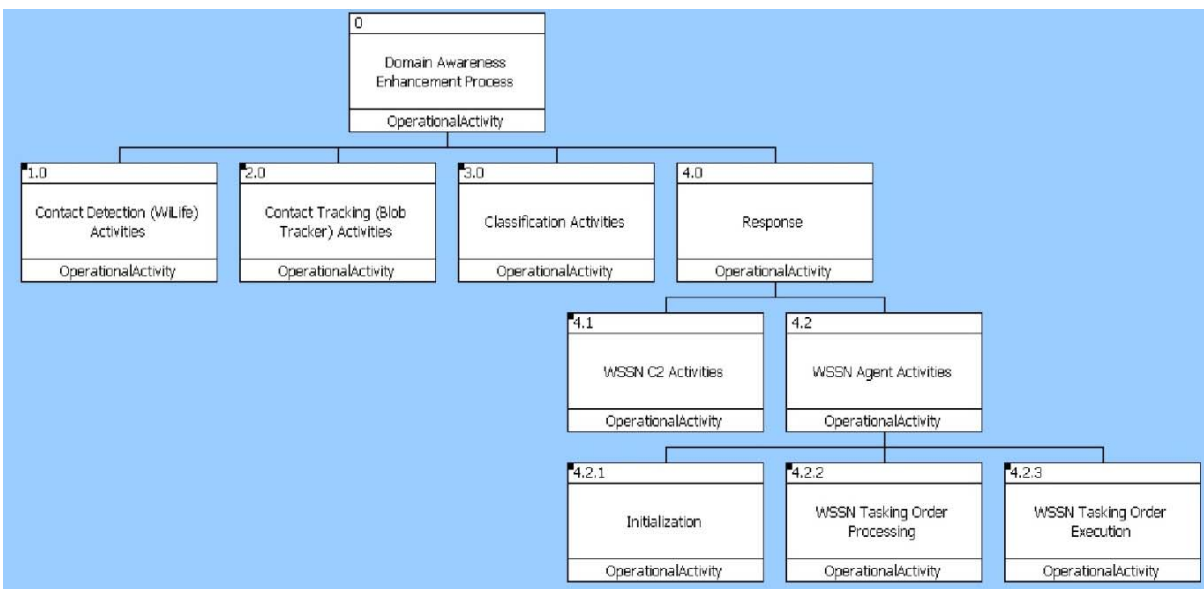 0
Domain Awareness
Enhancement Process
OperationalActivity
1.0
Contact Detection (WiLife)
Activities
OperationalActivity
2.0
Contact Tracking (Blob
Tracker) Activities
OperationalActivity
3.0
Classification Activities
OperationalActivity
4.0
Response
OperationalActivity
4.1
WSSN C2 Activities
OperationalActivity
4.2
WSSN Agent Activities
OperationalActivity
4.2.1
Initialization
OperationalActivity
4.2.2
WSSN Tasking Order
Processing
OperationalActivity
4.2.3
WSSN Tasking Order
Execution
OperationalActivity